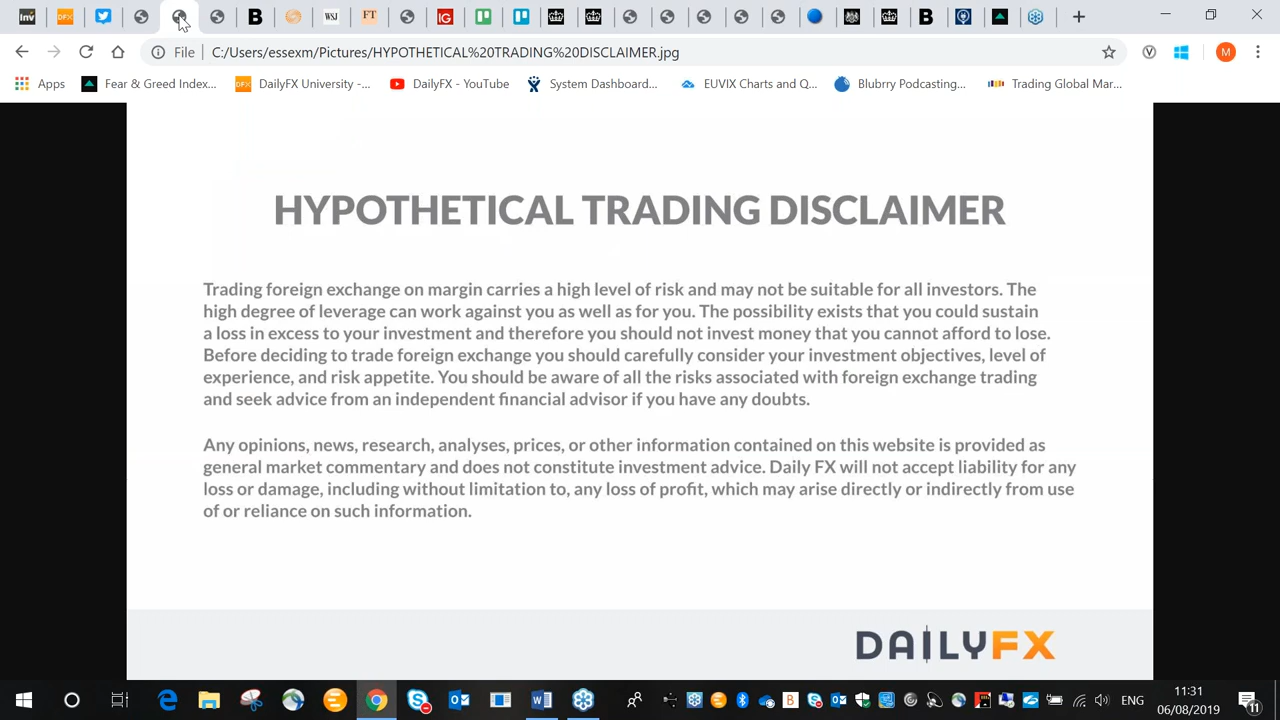 Inv
DFX
B
WSJ
FT
IG
B
File
C:/Users/essexm/Pictures/HYPOTHETICAL%20TRADING%20DISCLAIMER.jpg
V
M
Apps
Fear & Greed Index...
DFX
DailyFX University -...
DailyFX - YouTube
System Dashboard...
EUVIX Charts and Q...
Blubrry Podcasting...
Trading Global Mar...
HYPOTHETICAL TRADING DISCLAIMER
Trading foreign exchange on margin carries a high level of risk and may not be suitable for all investors. The
high degree of leverage can work against you as well as for you. The possibility exists that you could sustain
a loss in excess to your investment and therefore you should not invest money that you cannot afford to lose.
Before deciding to trade foreign exchange you should carefully consider your investment objectives, level of
experience, and risk appetite. You should be aware of all the risks associated with foreign exchange trading
and seek advice from an independent financial advisor if you have any doubts.
Any opinions, news, research, analyses, prices, or other information contained on this website is provided as
general market commentary and does not constitute investment advice. Daily FX will not accept liability for any
loss or damage, including without limitation to, any loss of profit, which may arise directly or indirectly from use
of or reliance on such information.
DAILYFX
ENG
11:31
06/08/2019
11